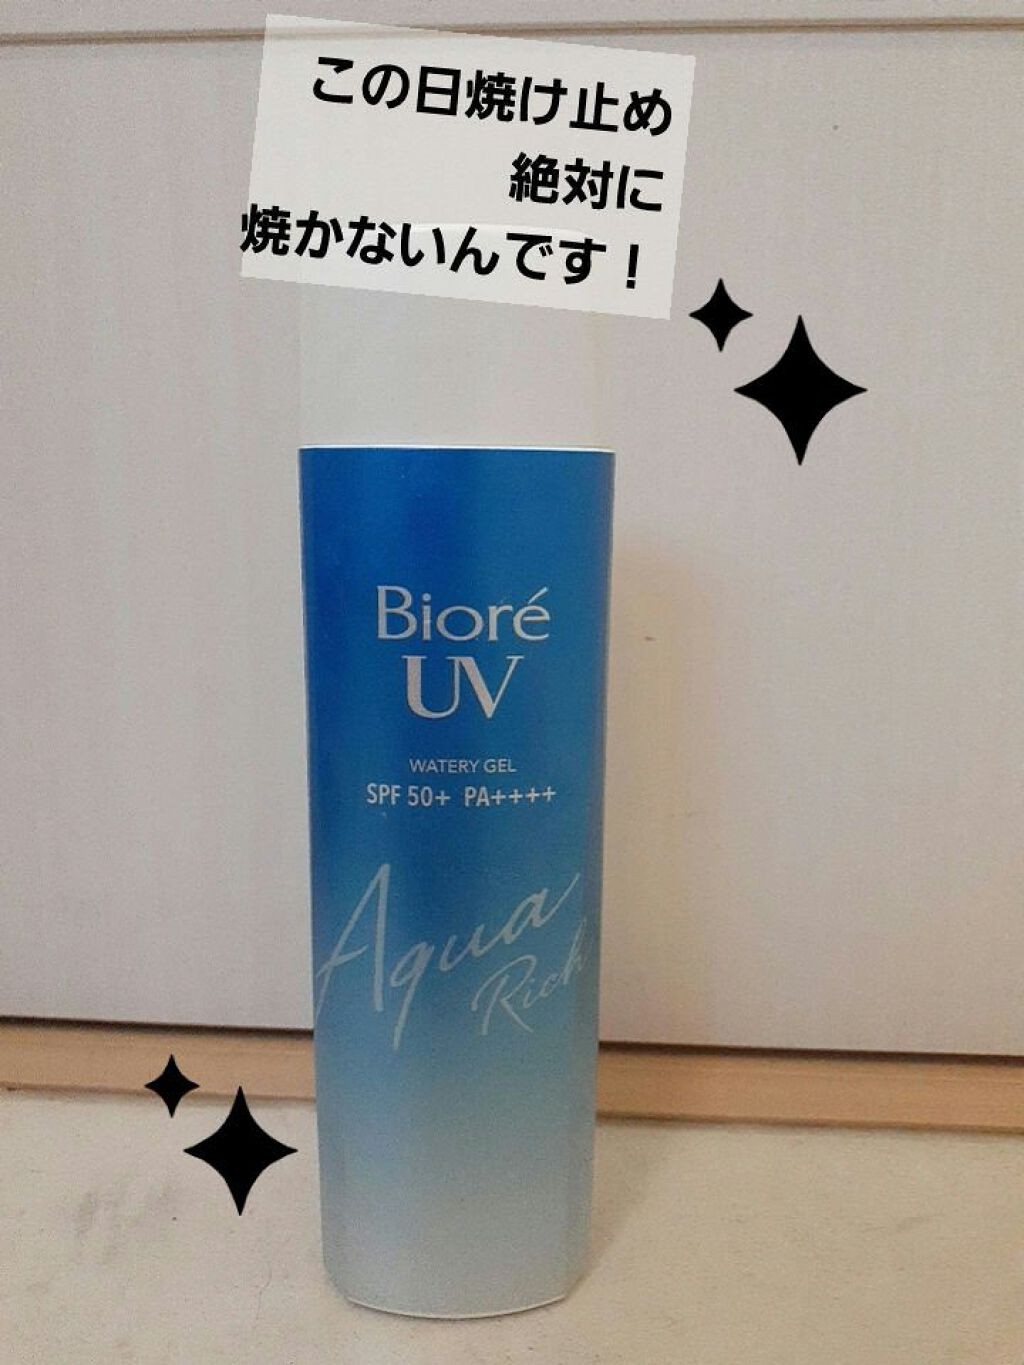 この日焼け止め
絶対に
焼かないんです！
Bioré
UV
WATERY GEL
SPF 50+ PA++++
Aqua
Rich